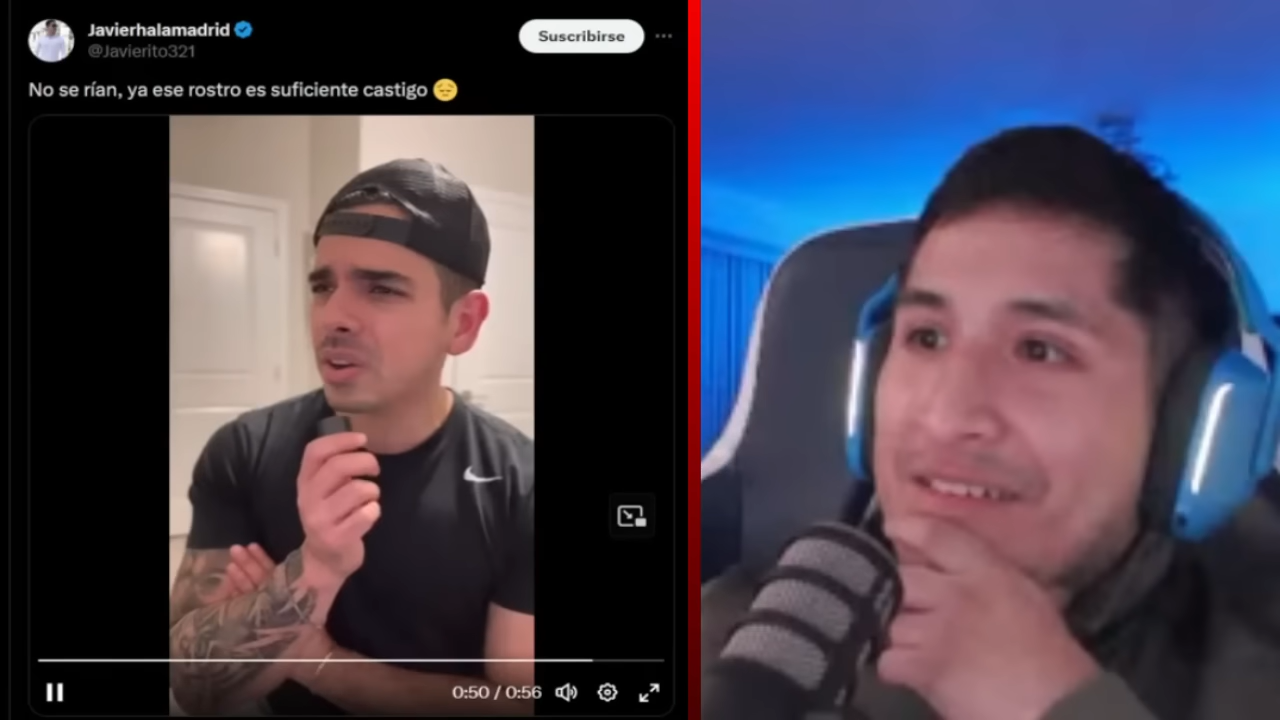 Javierhalamadrid
@Javierito321
Suscribirse
No se rían, ya ese rostro es suficiente castigo 😔
0:50 / 0:56